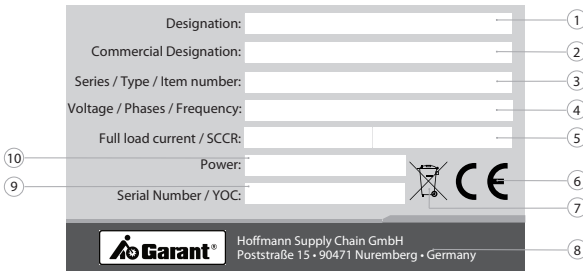 Designation: 1
Commercial Designation: 2
Series / Type / Item number: 3
Voltage / Phases / Frequency: 4
Full load current / SCCR: 5
10 Power:
9 Serial Number / YOC: CE 6
7
Garant®
Hoffmann Supply Chain GmbH
Poststraße 15 • 90471 Nuremberg • Germany 8